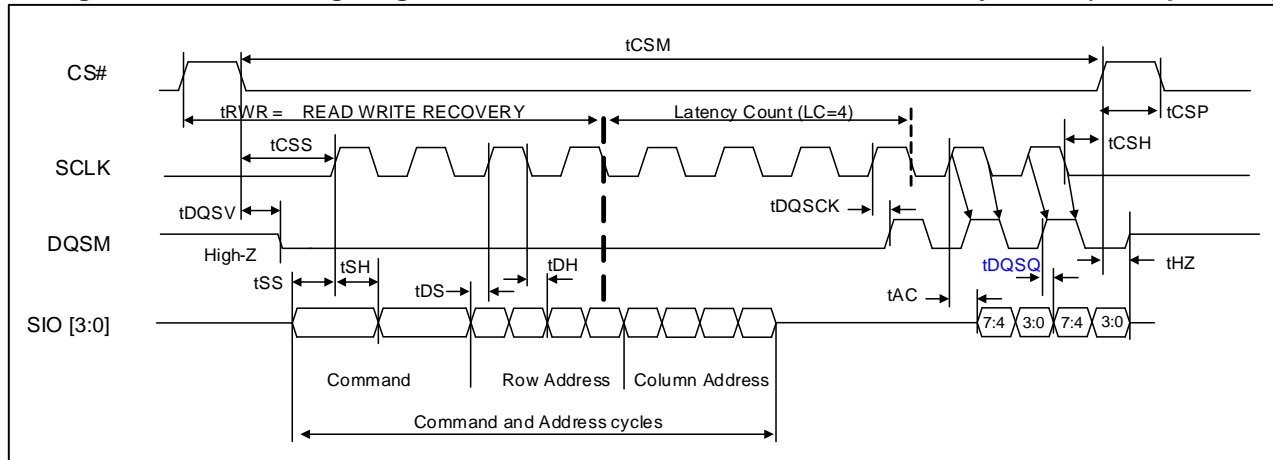 tCSM
CS#
tCSP
tRWR = READ WRITE RECOVERY
Latency Count (LC=4)
tCSH
tCSS
SCLK
tDQSV
tDQSCK
DQSM
High-Z
tSS
tSH
tDH
tDQSQ
tHZ
tDS
tAC
SIO [3:0]
7:4 3:0 7:4 3:0
Command
Row Address
Column Address
Command and Address cycles